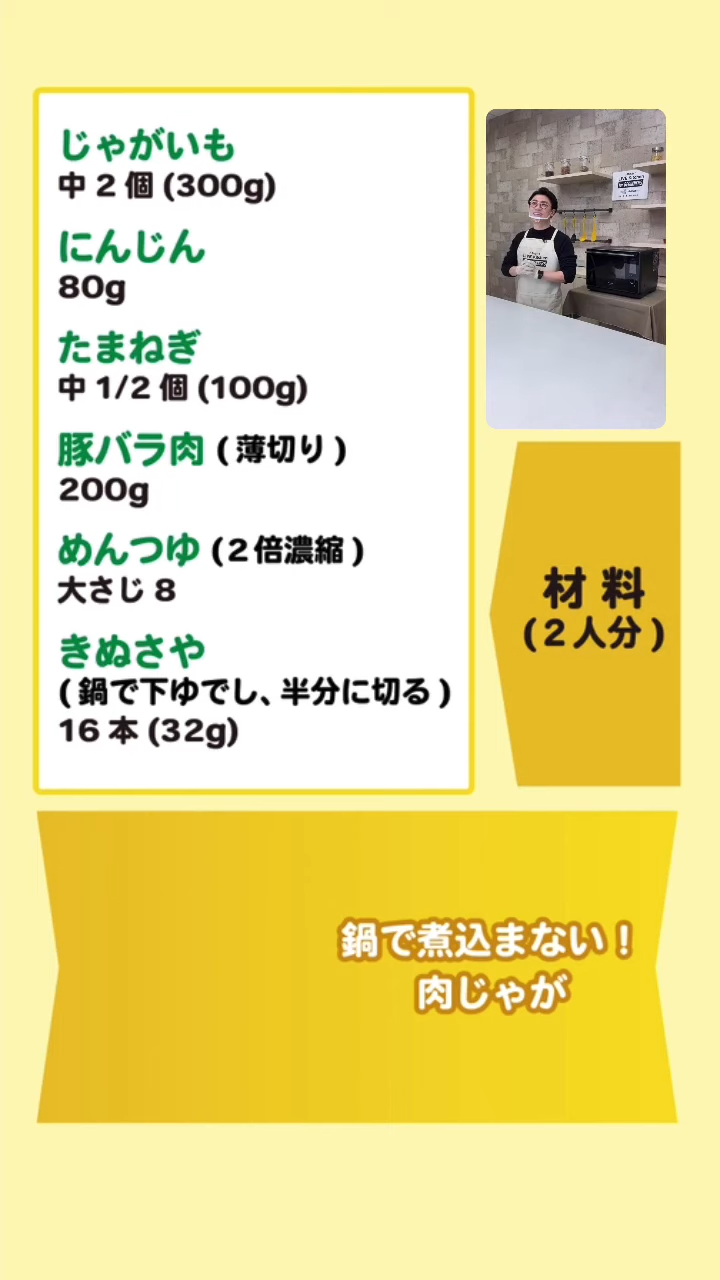 じゃがいも
中 2 個 (300g)
にんじん
80g
たまねぎ
中 1/2 個 (100g)
豚バラ肉 ( 薄切り )
200g
めんつゆ ( 2 倍濃縮 )
大さじ 8
きぬさや
( 鍋で下ゆでし、半分に切る )
16 本 (32g)
材 料
( 2 人分 )
鍋で煮込まない！
肉じゃが